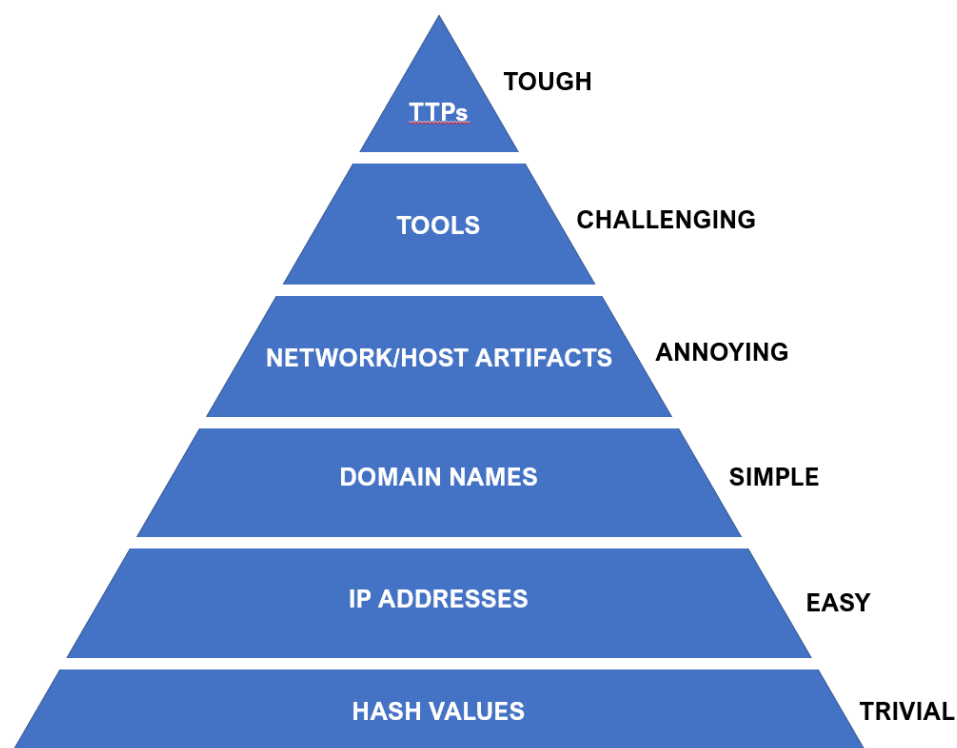 TTPs
TOUGH
TOOLS
CHALLENGING
NETWORK/HOST ARTIFACTS
ANNOYING
DOMAIN NAMES
SIMPLE
IP ADDRESSES
EASY
HASH VALUES
TRIVIAL